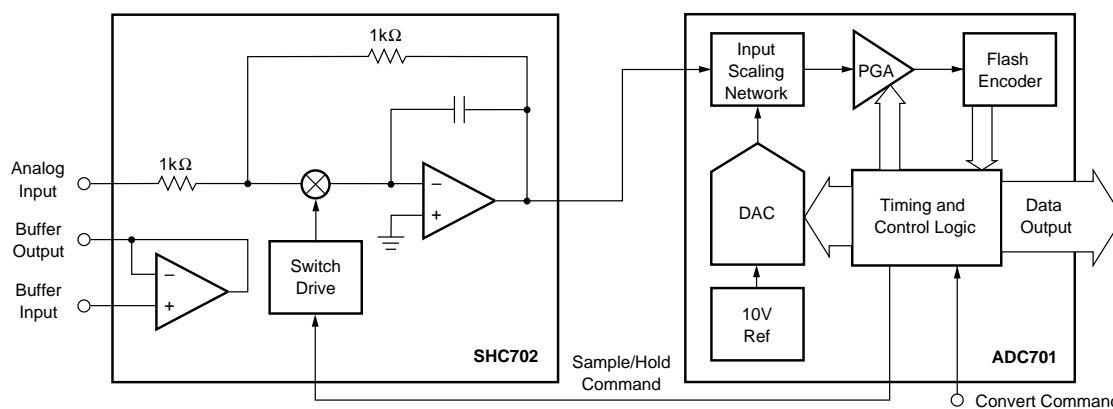 1kΩ
Analog
Input
1kΩ
−
+
Buffer
Output
Buffer
Input
−
+
Switch
Drive
SHC702
Sample/Hold
Command
Input
Scaling
Network
PGA
Flash
Encoder
DAC
Timing and
Control Logic
Data
Output
10V
Ref
ADC701
Convert Command